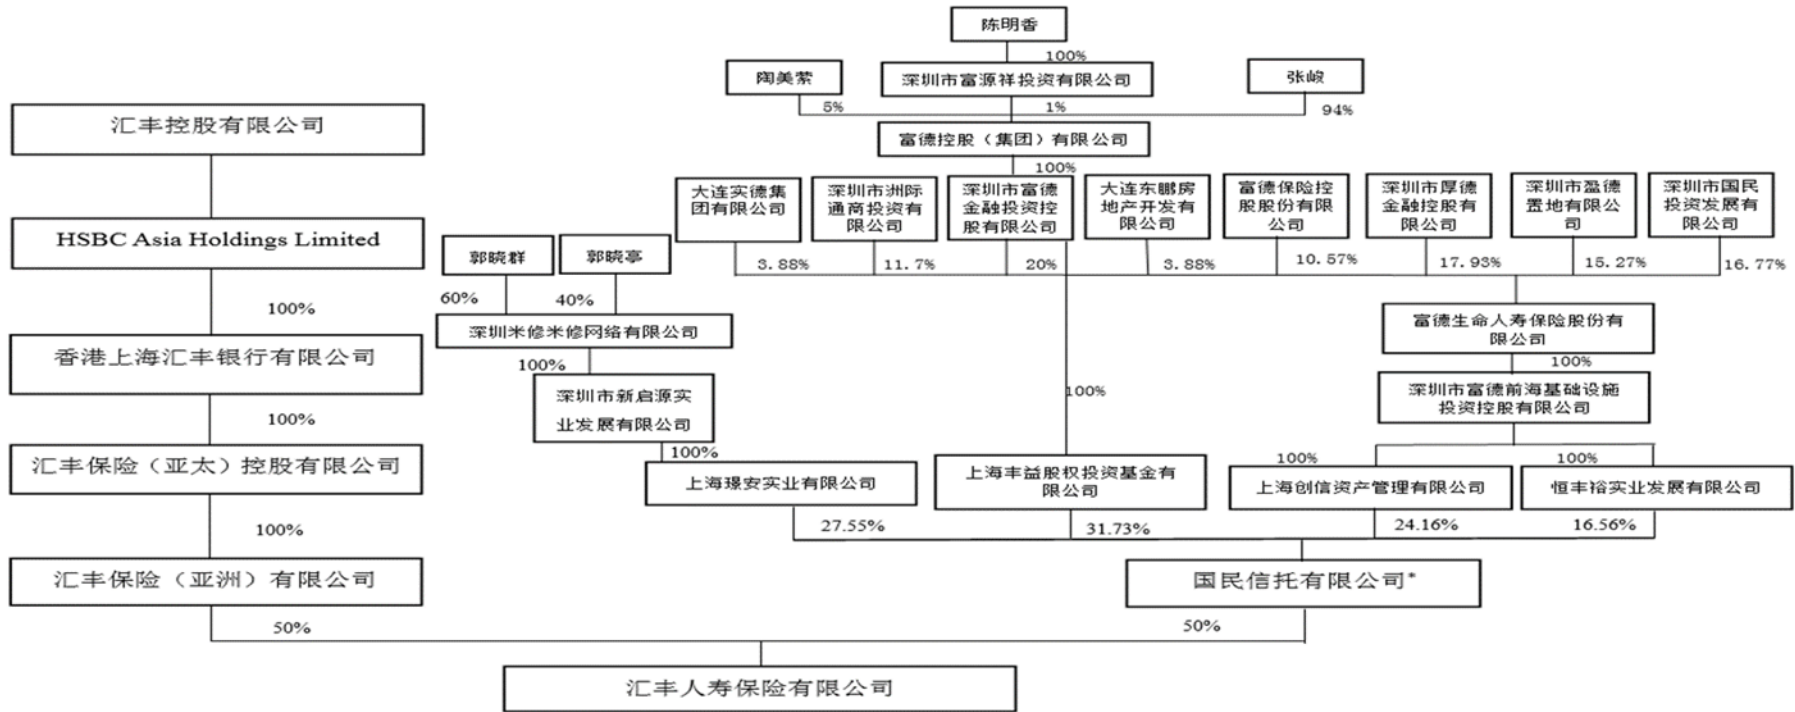 陈明香
100%
陶美萦
深圳市富源祥投资有限公司
张峻
5%
1%
94%
汇丰控股有限公司
富德控股（集团）有限公司
100%
大连实德集
团有限公司
深圳市洲际
通商投资有
限公司
深圳市富德
金融投资控
股有限公司
大连东鹏房
地产开发有
限公司
富德保险控
股股份有限
公司
深圳市厚德
金融控股有
限公司
深圳市盈德
置地有限公
司
深圳市国民
投资发展有
限公司
HSBC Asia Holdings Limited
郭晓群
郭晓亭
3.88%
11.7%
20%
3.88%
10.57%
17.93%
15.27%
16.77%
60%
40%
100%
深圳米修米修网络有限公司
富德生命人寿保险股份有
限公司
香港上海汇丰银行有限公司
100%
100%
深圳市新启源实
业发展有限公司
100%
深圳市富德前海基础设施
投资控股有限公司
100%
汇丰保险（亚太）控股有限公司
100%
100%
100%
上海璟安实业有限公司
上海丰益股权投资基金有
限公司
上海创信资产管理有限公司
恒丰裕实业发展有限公司
100%
27.55%
31.73%
24.16%
16.56%
汇丰保险（亚洲）有限公司
国民信托有限公司*
50%
50%
汇丰人寿保险有限公司